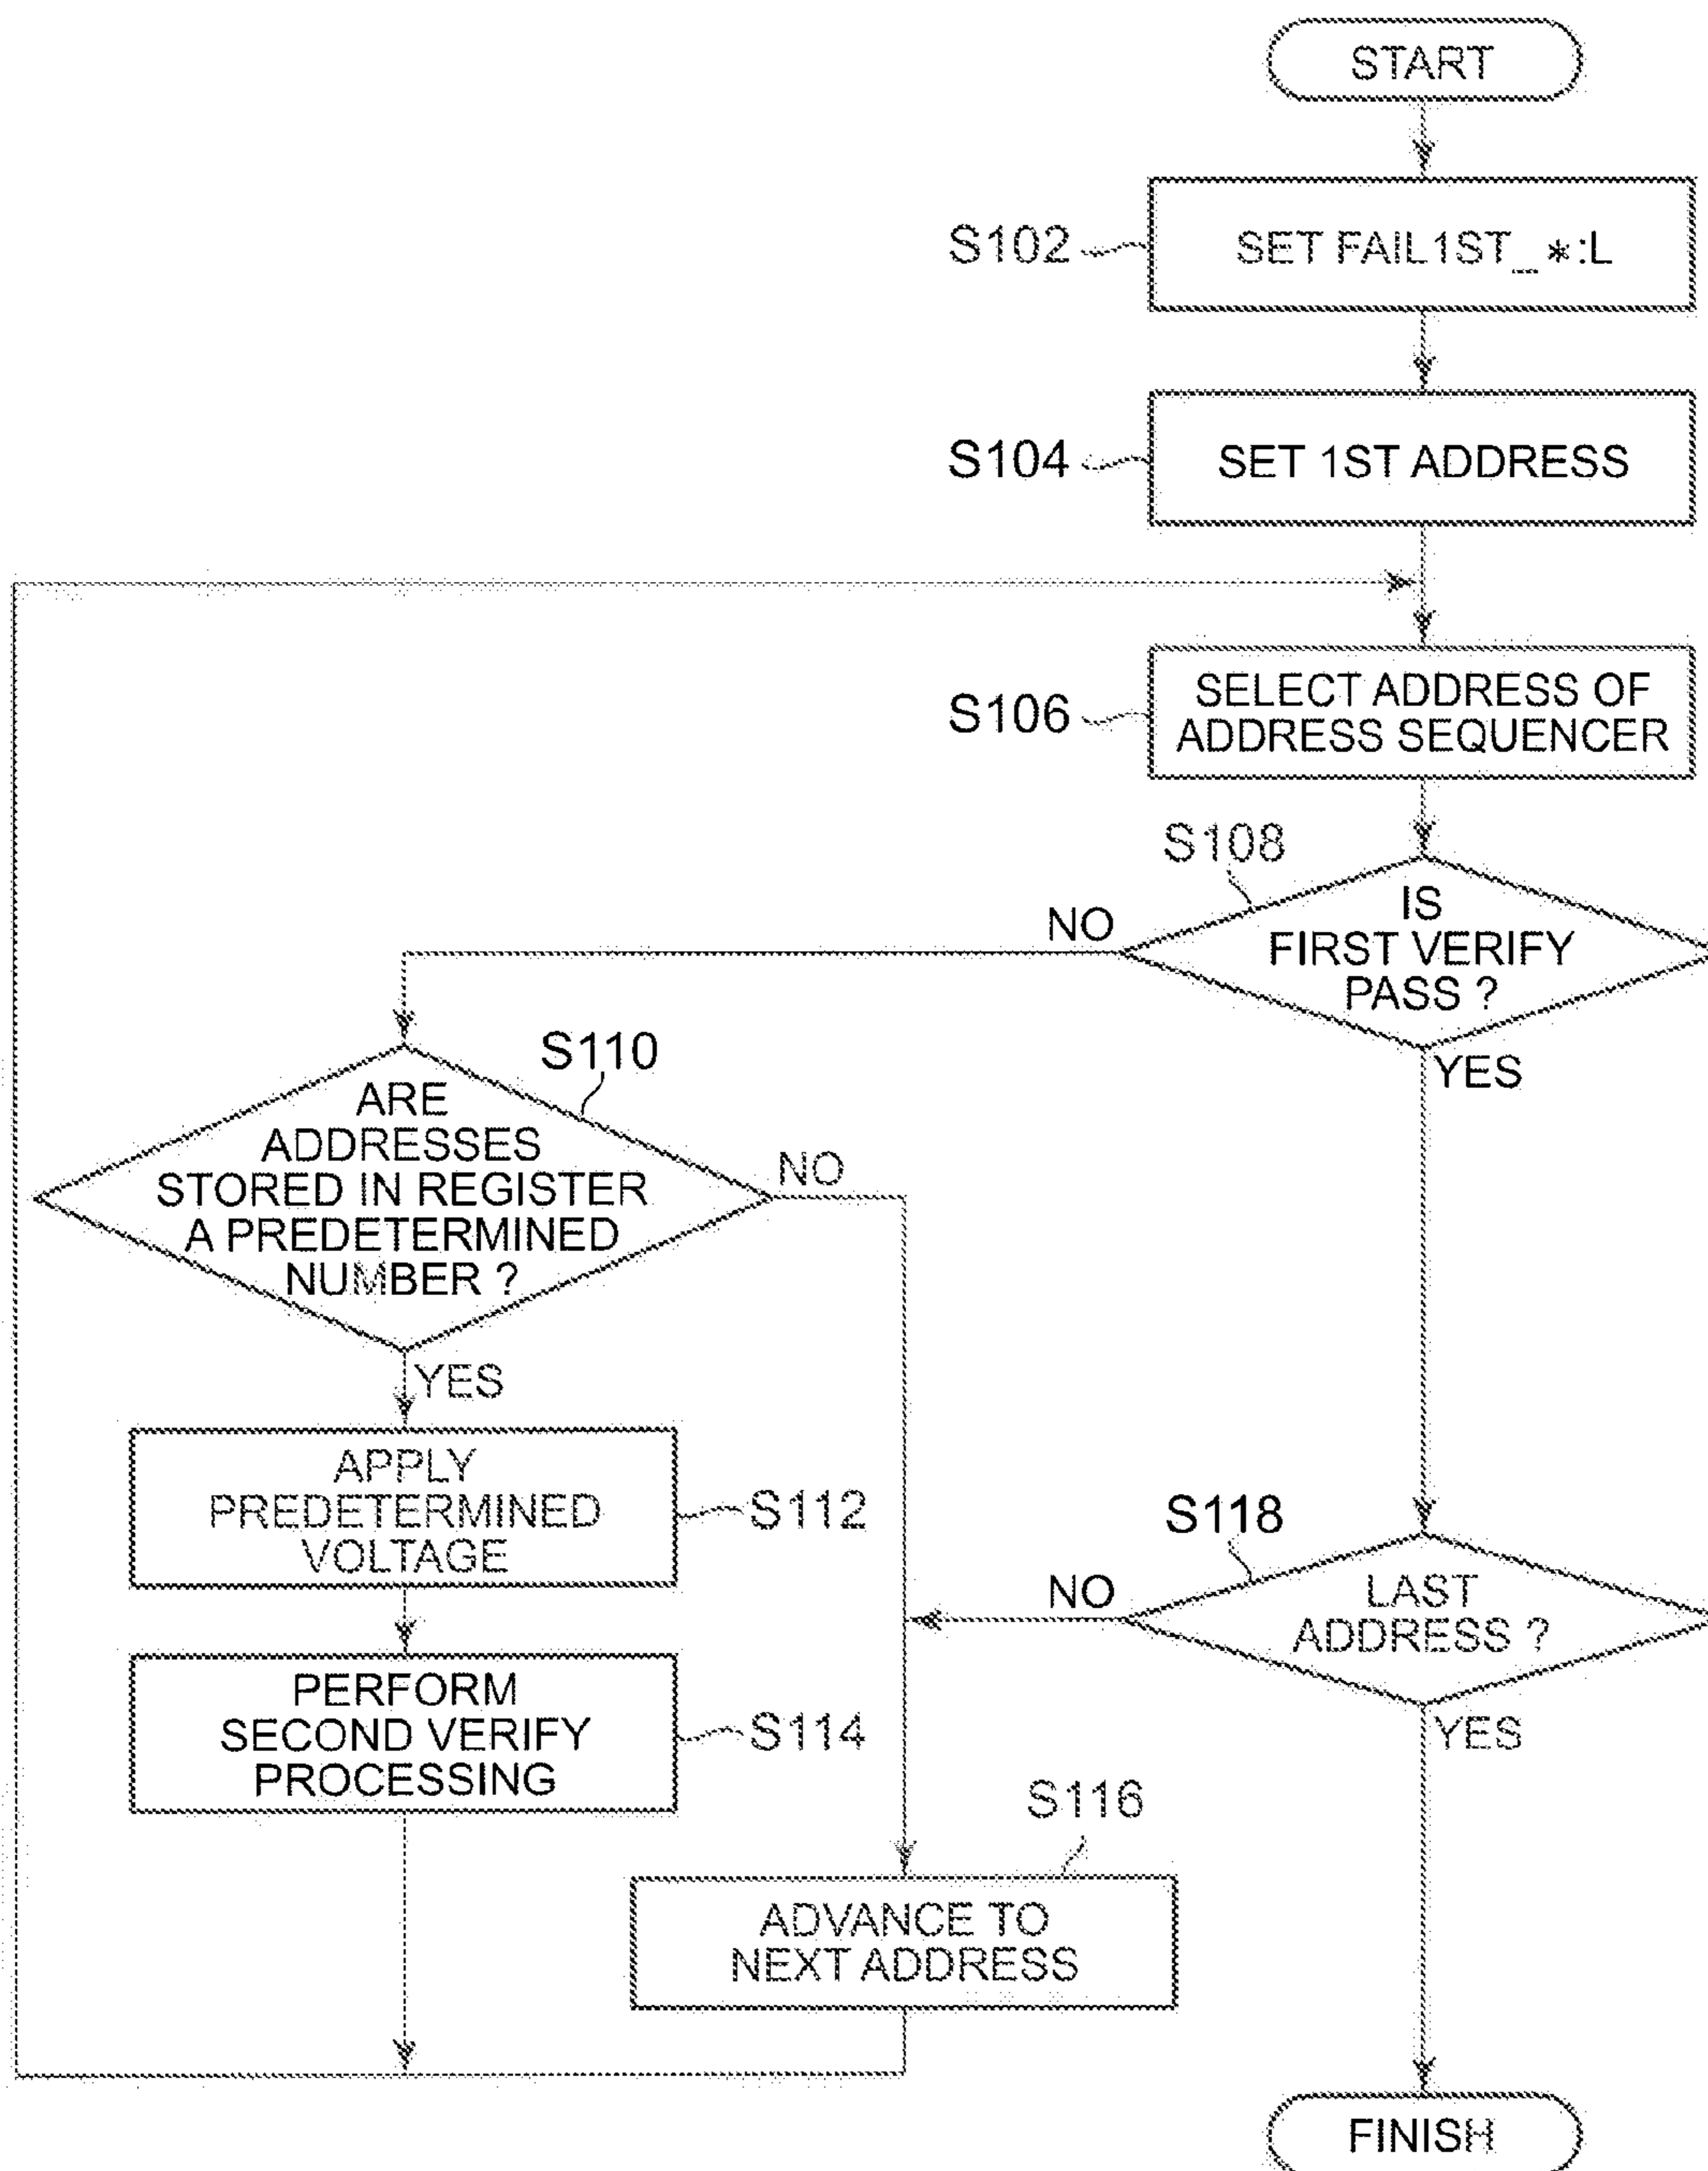 START
S102
SET FAIL1ST_*:L
S104
SET 1ST ADDRESS
S106
SELECT ADDRESS OF
ADDRESS SEQUENCER
S108
IS
FIRST VERIFY
PASS ?
NO
YES
S110
ARE
ADDRESSES
STORED IN REGISTER
A PREDETERMINED
NUMBER ?
NO
YES
APPLY
PREDETERMINED
VOLTAGE
S112
PERFORM
SECOND VERIFY
PROCESSING
S114
S118
LAST
ADDRESS ?
NO
YES
S116
ADVANCE TO
NEXT ADDRESS
FINISH